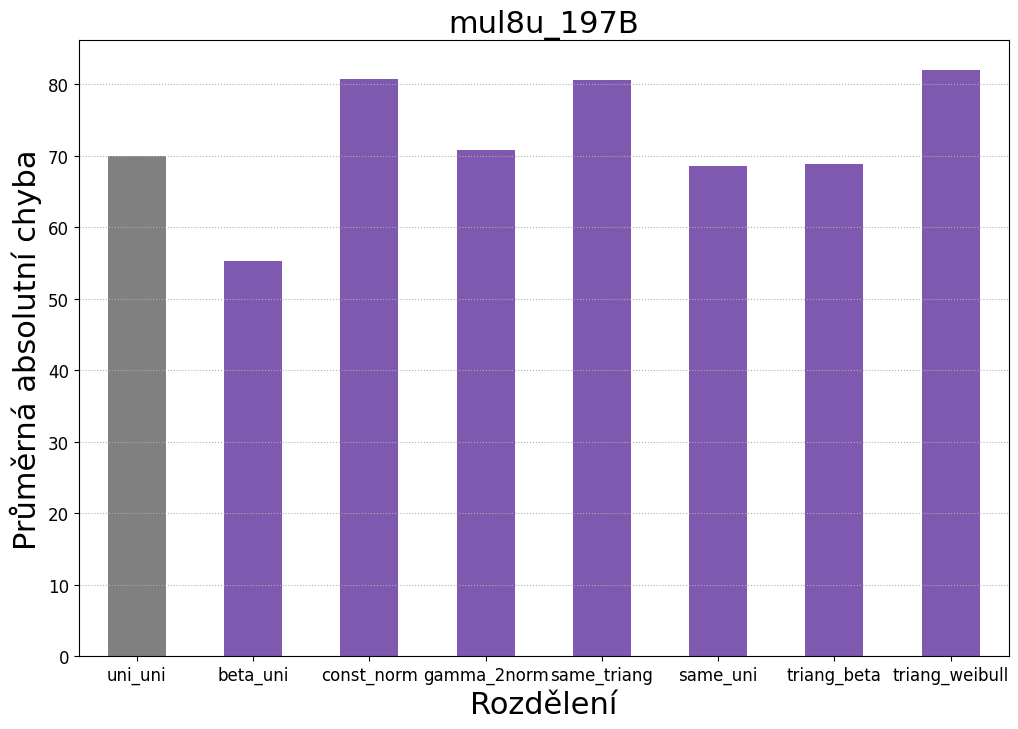 mul8u_197B
Průměrná absolutní chyba
80
70
60
50
40
30
20
10
0
uni_uni beta_uni const_norm gamma_2norm same_triang same_uni triang_beta triang_weibull
Rozdělení